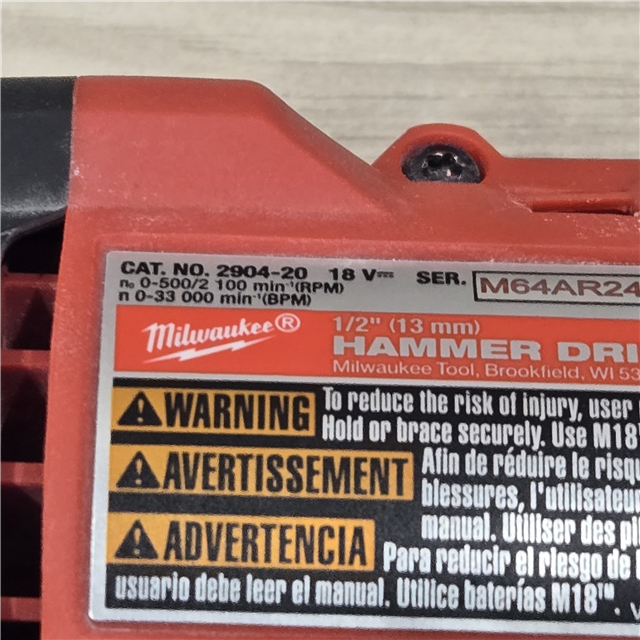 CAT. NO. 2904-20 18 V⎓ SER. M64AR24
n₀ 0-500/2 100 min⁻¹(RPM)
n 0-33 000 min⁻¹(BPM)
Milwaukee®
1/2" (13 mm)
HAMMER DRI
Milwaukee Tool, Brookfield, WI 53
WARNING To reduce the risk of injury, user
Hold or brace securely. Use M18
AVERTISSEMENT Afin de réduire le risq
blessures, l'utilisateu
manual. Utiliser des pi
ADVERTENCIA Para reducir el riesgo de l
usuario debe leer el manual. Utilice baterías M18™.